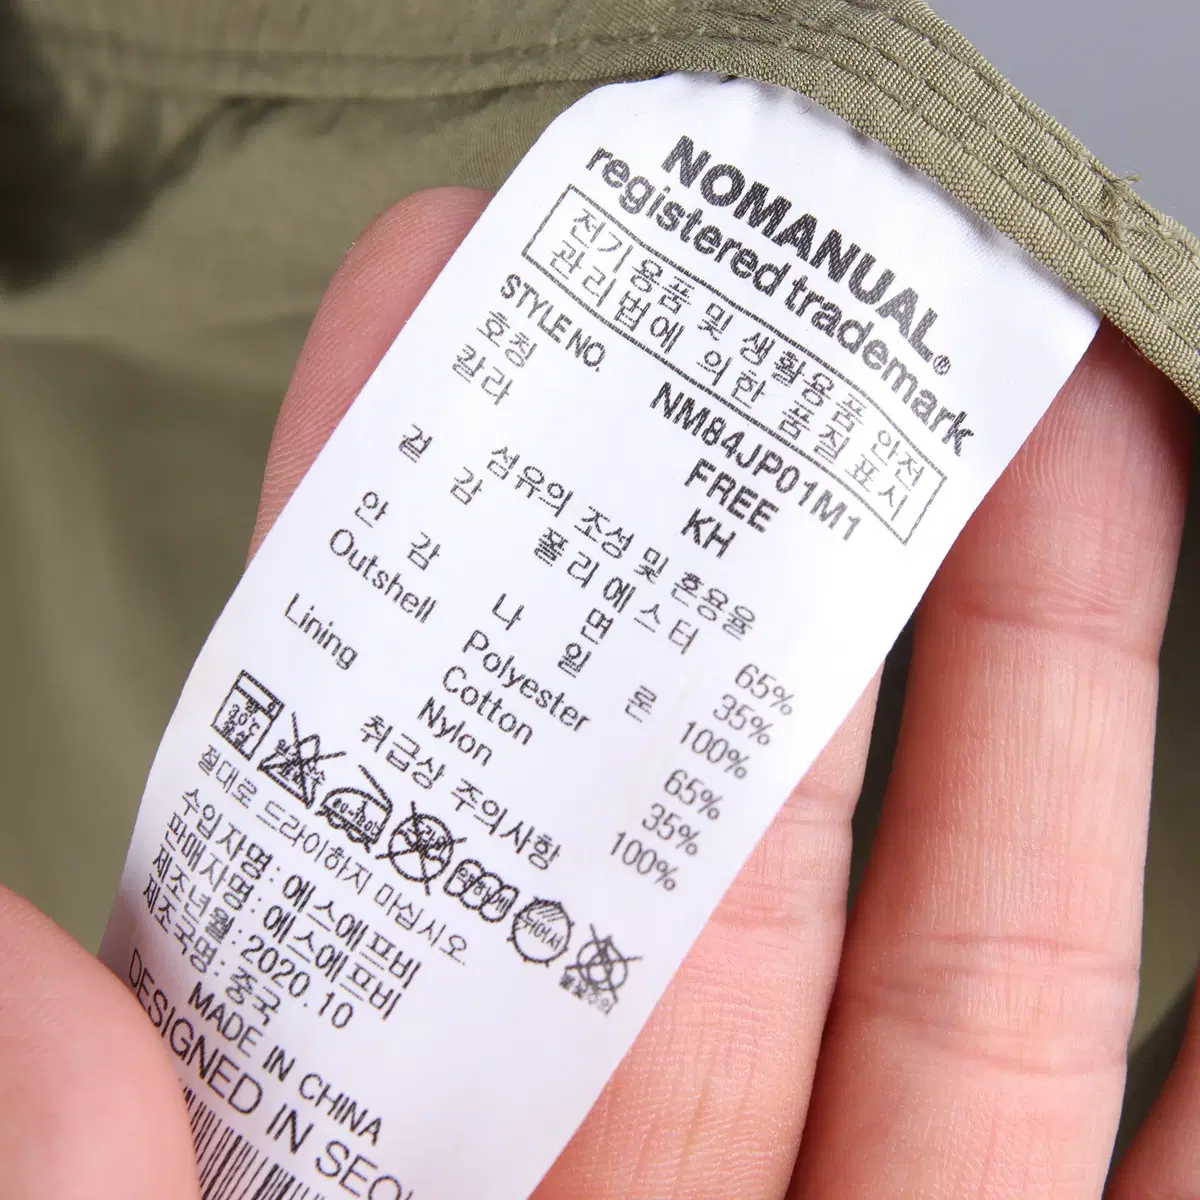 NOMANUAL®
registered trademark
전기용품 및 생활용품 안전
관리법에 의한 품질표시
STYLE NO. NM84JP01M1
호칭 FREE
칼라 KH
섬유의 조성 및 혼용율
겉 감 폴리에스터 65%
면 35%
안 감 나 일 론 100%
Outshell Polyester 65%
Cotton 35%
Lining Nylon 100%
취급상 주의사항
30℃
중성
80~120
절대로 드라이하지 마십시오
수입자명: 에스에프비
판매자명: 에스에프비
제조년월: 2020.10
제조국명: 중국
MADE IN CHINA
DESIGNED IN SEO